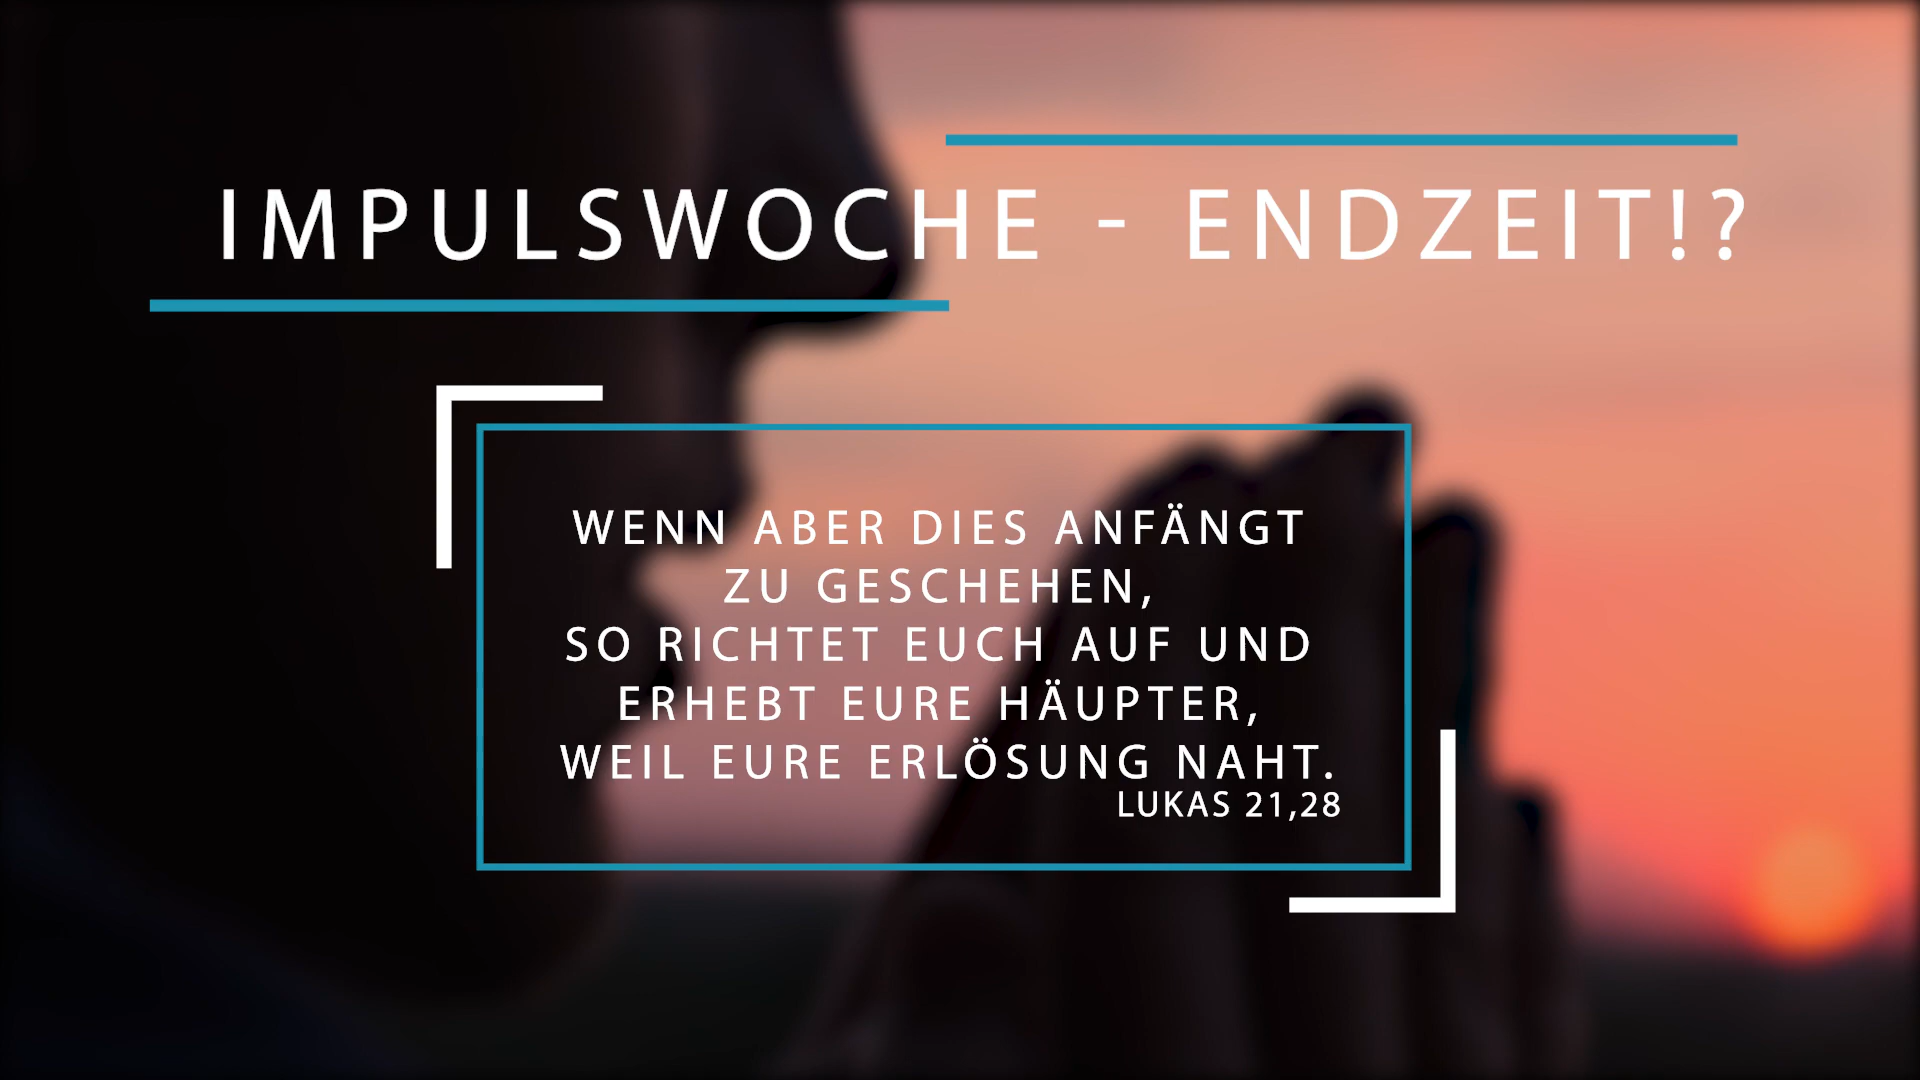 IMPULSWOCHE - ENDZEIT!?
WENN ABER DIES ANFÄNGT
ZU GESCHEHEN,
SO RICHTET EUCH AUF UND
ERHEBT EURE HÄUPTER,
WEIL EURE ERLÖSUNG NAHT.
LUKAS 21,28